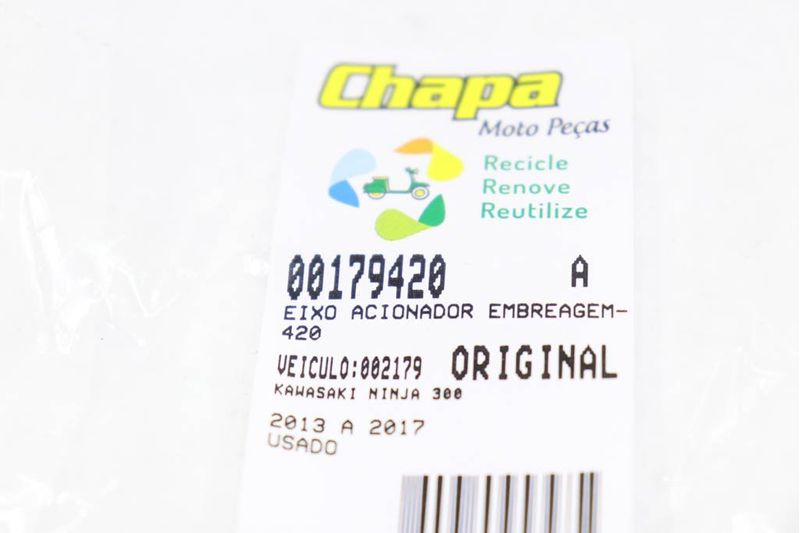 Chapa
Moto Peças
Recicle
Renove
Reutilize
00179420 A
EIXO ACIONADOR EMBREAGEM-
420
VEICULO:002179 ORIGINAL
KAWASAKI NINJA 300
2013 A 2017
USADO